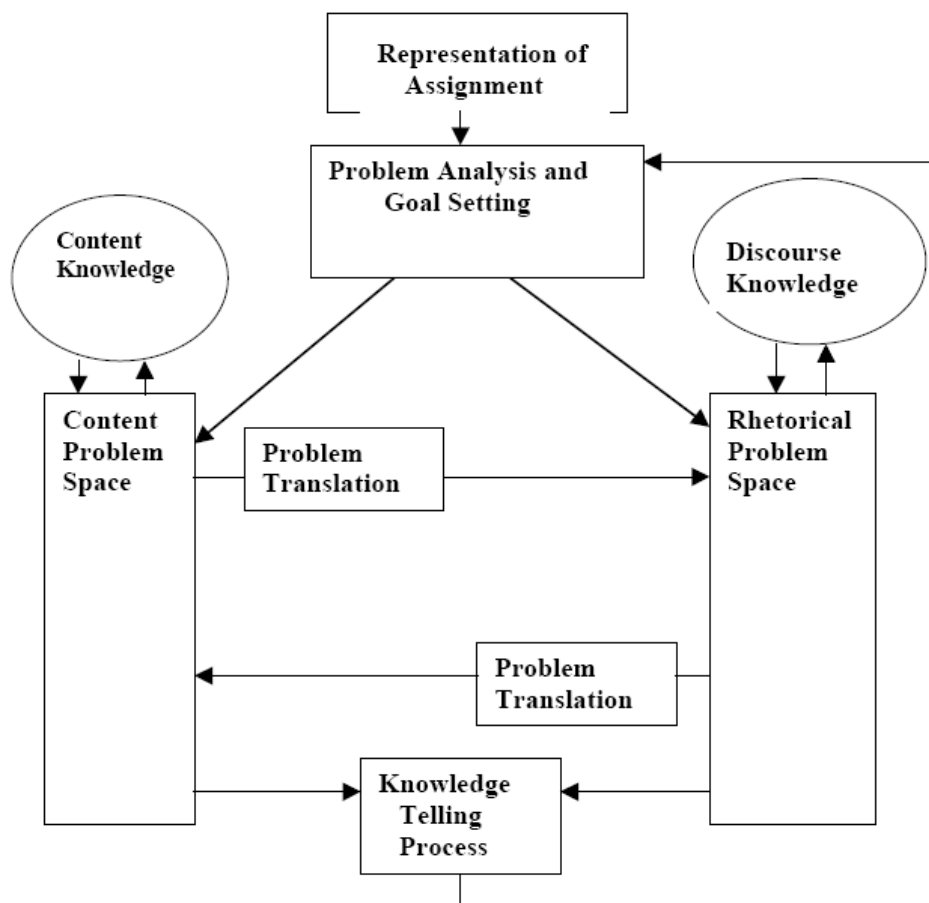 Representation of
Assignment
Problem Analysis and
Goal Setting
Content
Knowledge
Discourse
Knowledge
Content
Problem
Space
Problem
Translation
Rhetorical
Problem
Space
Problem
Translation
Knowledge
Telling
Process